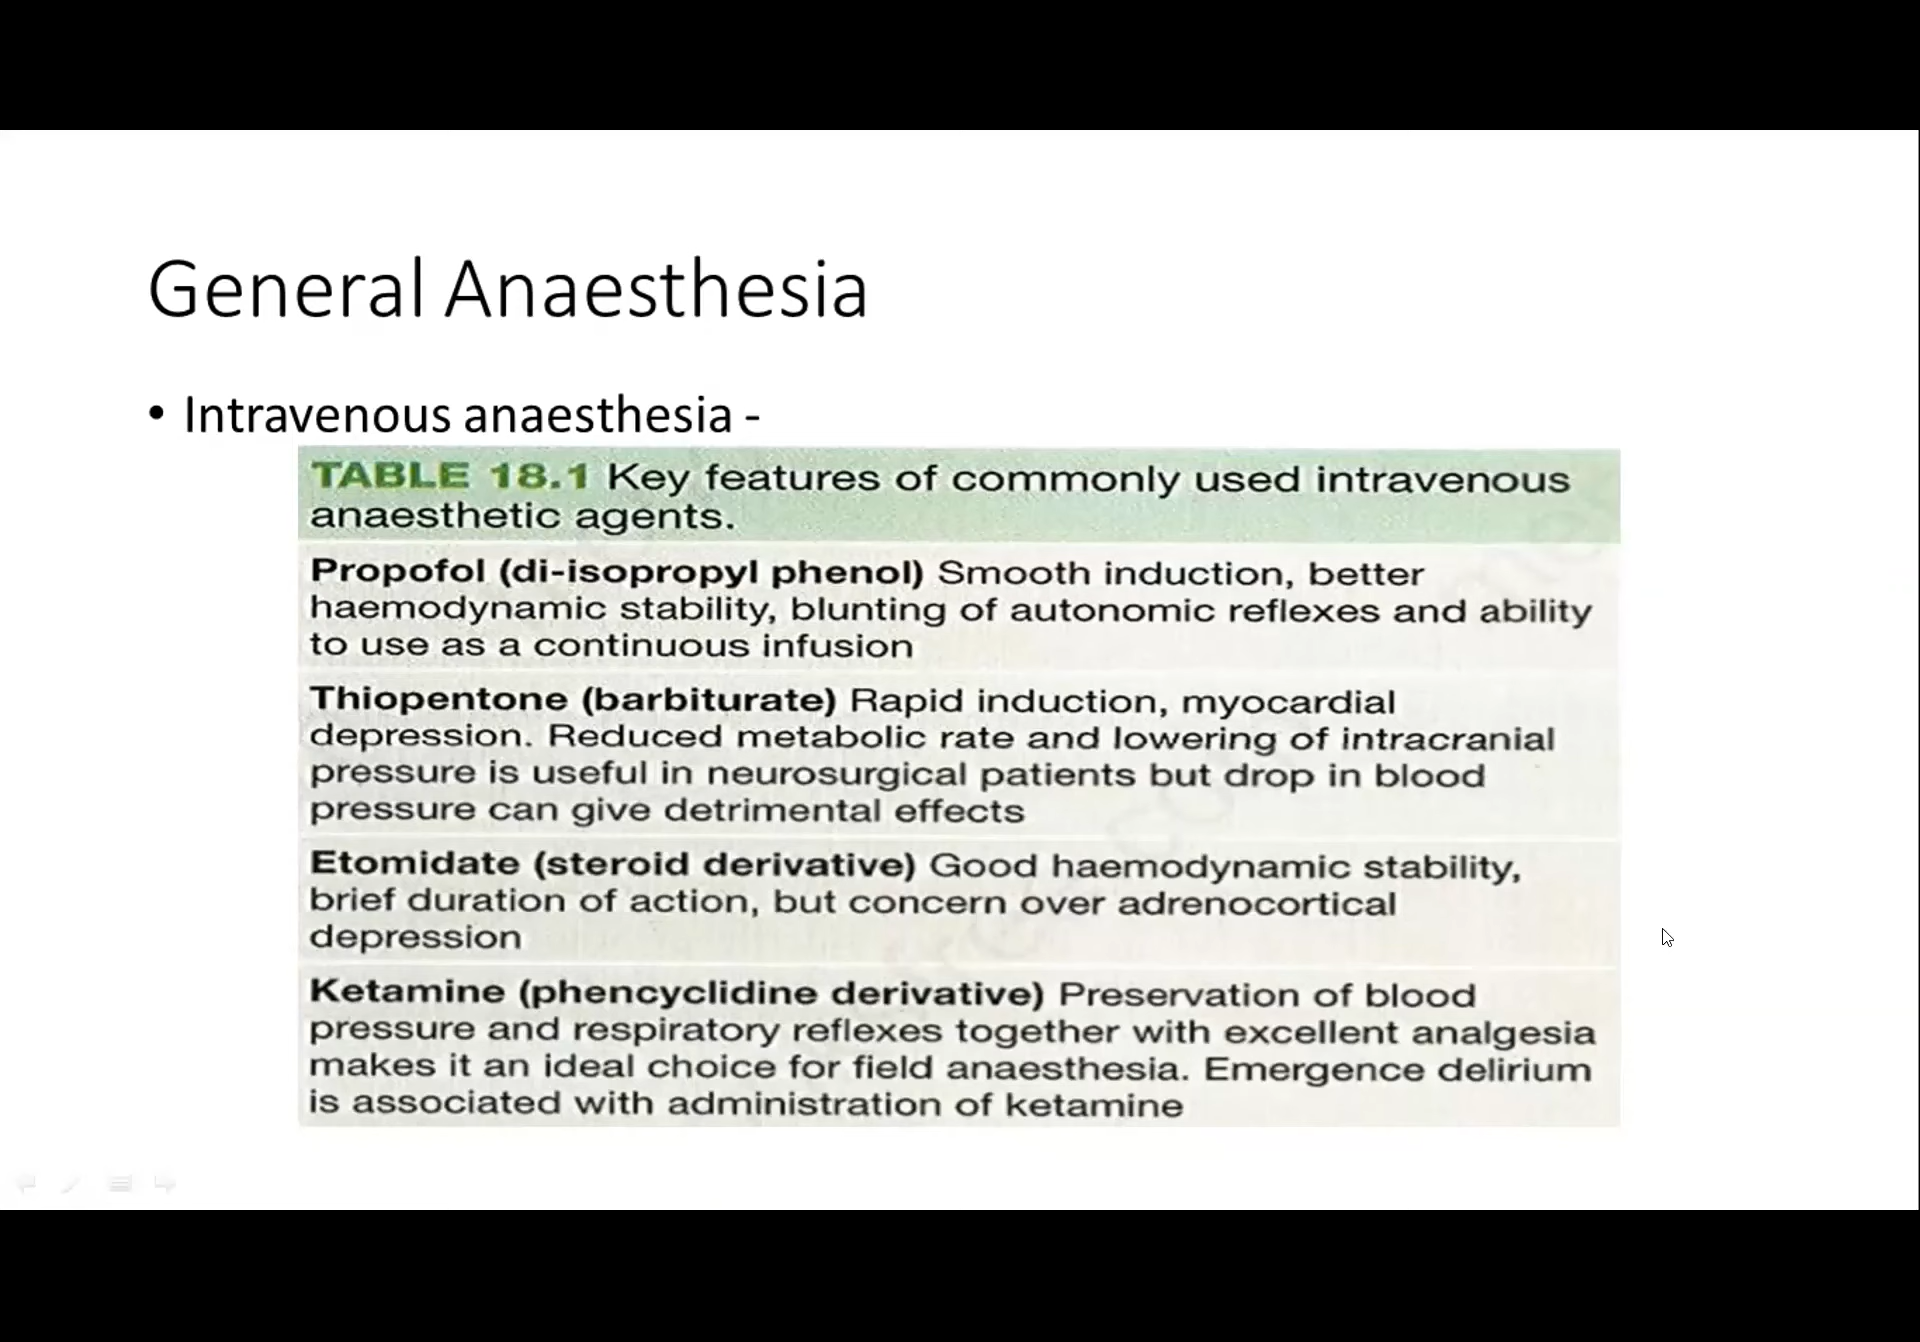 General Anaesthesia
• Intravenous anaesthesia -
TABLE 18.1 Key features of commonly used intravenous
anaesthetic agents.
Propofol (di-isopropyl phenol) Smooth induction, better
haemodynamic stability, blunting of autonomic reflexes and ability
to use as a continuous infusion
Thiopentone (barbiturate) Rapid induction, myocardial
depression. Reduced metabolic rate and lowering of intracranial
pressure is useful in neurosurgical patients but drop in blood
pressure can give detrimental effects
Etomidate (steroid derivative) Good haemodynamic stability,
brief duration of action, but concern over adrenocortical
depression
Ketamine (phencyclidine derivative) Preservation of blood
pressure and respiratory reflexes together with excellent analgesia
makes it an ideal choice for field anaesthesia. Emergence delirium
is associated with administration of ketamine